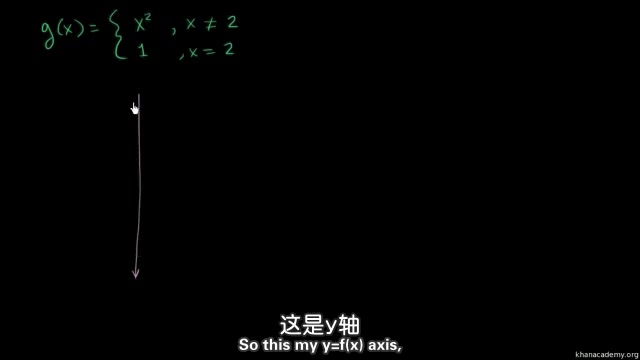 g(x) = { x² , x ≠ 2
1 , x = 2
这是y轴
So this my y=f(x) axis,
khanacademy.org